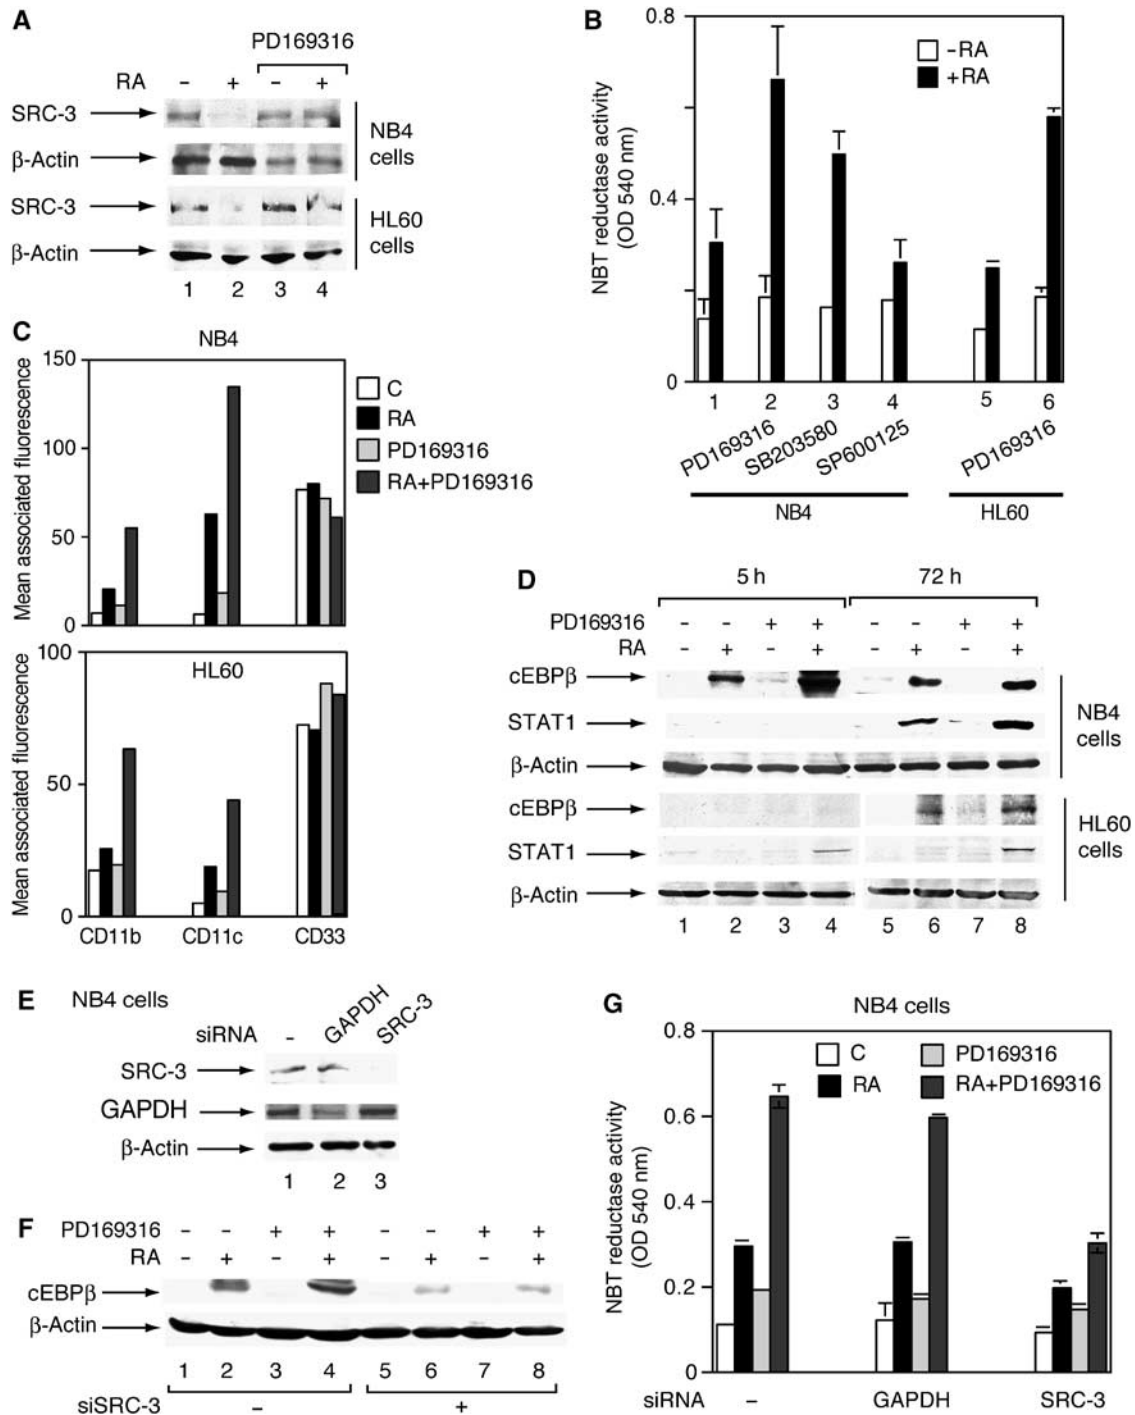 A
PD169316
RA - + - +
SRC-3
β-Actin
NB4 cells
SRC-3
β-Actin
HL60 cells
1 2 3 4
B
0.8
0.4
0
NBT reductase activity
(OD 540 nm)
-RA
+RA
1 2 3 4 5 6
PD169316 SB203580 SP600125 PD169316
NB4 HL60
C
NB4
150
100
50
0
Mean associated fluorescence
C
RA
PD169316
RA+PD169316
HL60
100
50
0
Mean associated fluorescence
CD11b CD11c CD33
D
5 h 72 h
PD169316 - - + + - - + +
RA - + - + - + - +
cEBPβ
STAT1
β-Actin
NB4 cells
cEBPβ
STAT1
β-Actin
HL60 cells
1 2 3 4 5 6 7 8
E NB4 cells
siRNA - GAPDH SRC-3
SRC-3
GAPDH
β-Actin
1 2 3
F PD169316 - - + + - - + +
RA - + - + - + - +
cEBPβ
β-Actin
1 2 3 4 5 6 7 8
siSRC-3 - +
G NB4 cells
0.8
0.6
0.4
0.2
0
NBT reductase activity
(OD 540 nm)
C
RA
PD169316
RA+PD169316
siRNA - GAPDH SRC-3